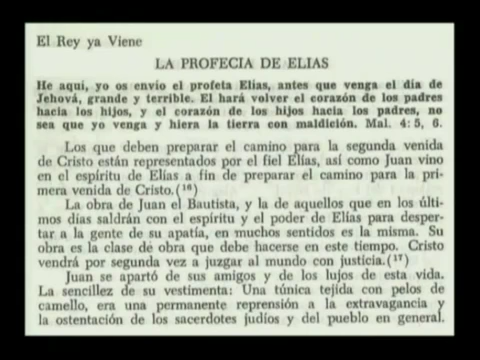 El Rey ya Viene
LA PROFECIA DE ELIAS
He aquí, yo os envío el profeta Elías, antes que venga el día de
Jehová, grande y terrible. El hará volver el corazón de los padres
hacia los hijos, y el corazón de los hijos hacia los padres, no
sea que yo venga y hiera la tierra con maldición. Mal. 4:5, 6.
Los que deben preparar el camino para la segunda venida
de Cristo están representados por el fiel Elías, así como Juan vino
en el espíritu de Elías a fin de preparar el camino para la pri-
mera venida de Cristo.(16)
La obra de Juan el Bautista, y la de aquellos que en los últi-
mos días saldrán con el espíritu y el poder de Elías para desper-
tar a la gente de su apatía, en muchos sentidos es la misma. Su
obra es la clase de obra que debe hacerse en este tiempo. Cristo
vendrá por segunda vez a juzgar al mundo con justicia.(17)
Juan se apartó de sus amigos y de los lujos de esta vida.
La sencillez de su vestimenta: Una túnica tejida con pelos de
camello, era una permanente reprensión a la extravagancia y
la ostentación de los sacerdotes judíos y del pueblo en general.